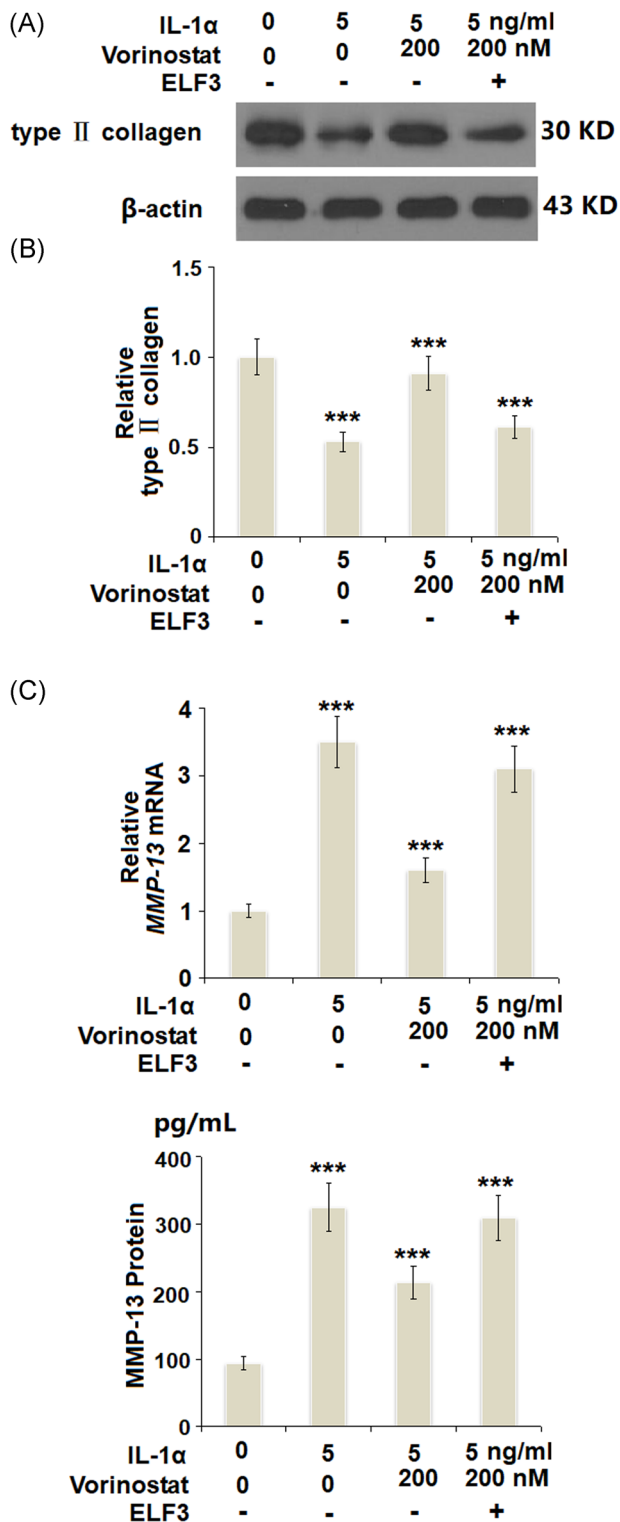 (A)
IL-1α 0 5 5 5 ng/ml
Vorinostat 0 0 200 200 nM
ELF3 - - - +
type Ⅱ collagen 30 KD
β-actin 43 KD
(B)
1.5
1.0
0.5
0
Relative
type Ⅱ collagen
*** *** ***
IL-1α 0 5 5 5 ng/ml
Vorinostat 0 0 200 200 nM
ELF3 - - - +
(C)
4
3
2
1
0
Relative
MMP-13 mRNA
*** *** ***
IL-1α 0 5 5 5 ng/ml
Vorinostat 0 0 200 200 nM
ELF3 - - - +
pg/mL
400
300
200
100
0
MMP-13 Protein
*** *** ***
IL-1α 0 5 5 5 ng/ml
Vorinostat 0 0 200 200 nM
ELF3 - - - +